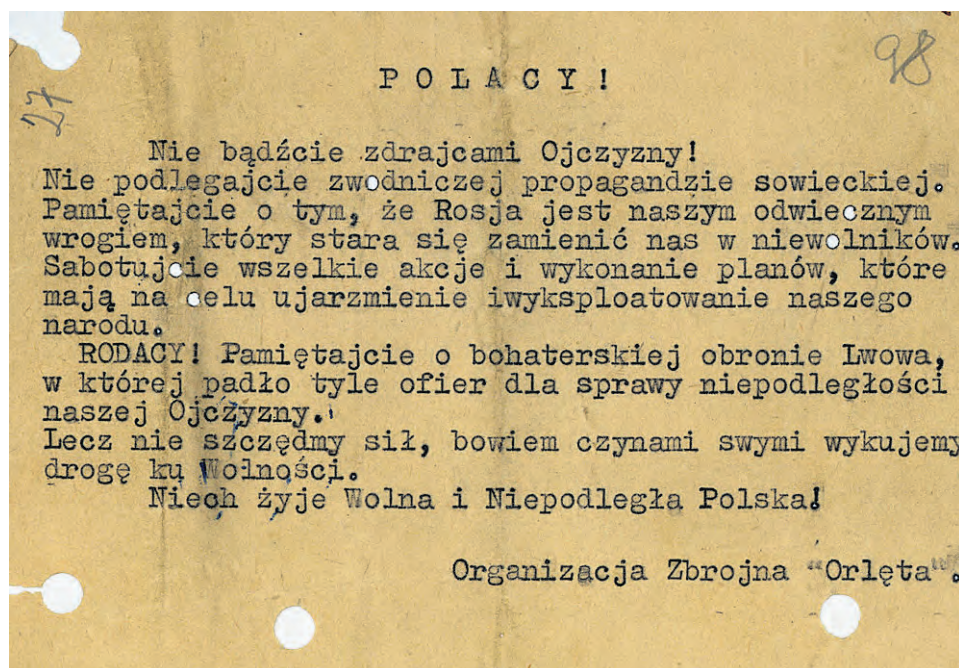 98
27
P O L A C Y !
Nie bądźcie zdrajcami Ojczyzny!
Nie podlegajcie zwodniczej propagandzie sowieckiej.
Pamiętajcie o tym, że Rosja jest naszym odwiecznym
wrogiem, który stara się zamienić nas w niewolników.
Sabotujcie wszelkie akcje i wykonanie planów, które
mają na celu ujarzmienie iwyksploatowanie naszego
narodu.
RODACY! Pamiętajcie o bohaterskiej obronie Lwowa,
w której padło tyle ofier dla sprawy niepodległości
naszej Ojczyzny.
Lecz nie szczędmy sił, bowiem czynami swymi wykujemy
drogę ku Wolności.
Niech żyje Wolna i Niepodległa Polska!
Organizacja Zbrojna "Orlęta".